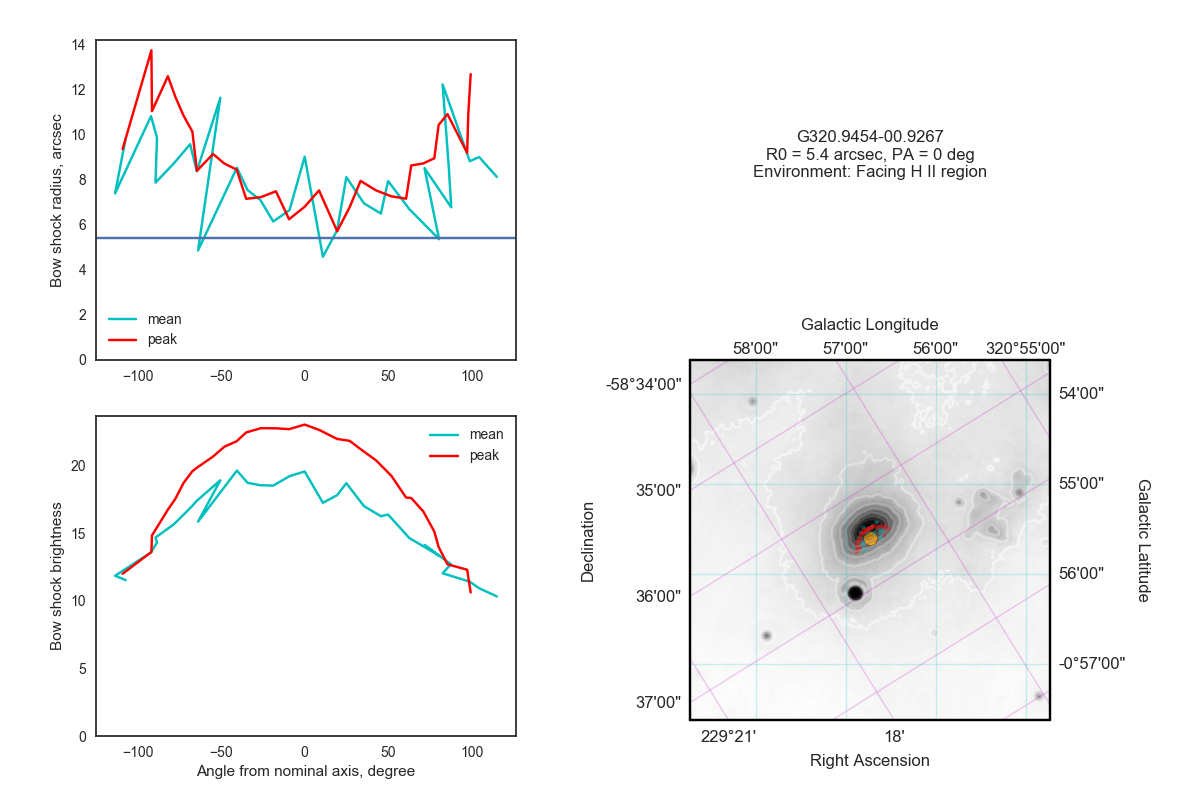 14
12
10
8
6
4
2
0
Bow shock radius, arcsec
mean
peak
−100
−50
0
50
100
20
15
10
5
0
Bow shock brightness
mean
peak
−100
−50
0
50
100
Angle from nominal axis, degree
G320.9454-00.9267
R0 = 5.4 arcsec, PA = 0 deg
Environment: Facing H II region
Galactic Longitude
58'00" 57'00" 56'00" 320°55'00"
-58°34'00"
35'00"
36'00"
37'00"
Declination
54'00"
55'00"
56'00"
-0°57'00"
Galactic Latitude
229°21' 18'
Right Ascension